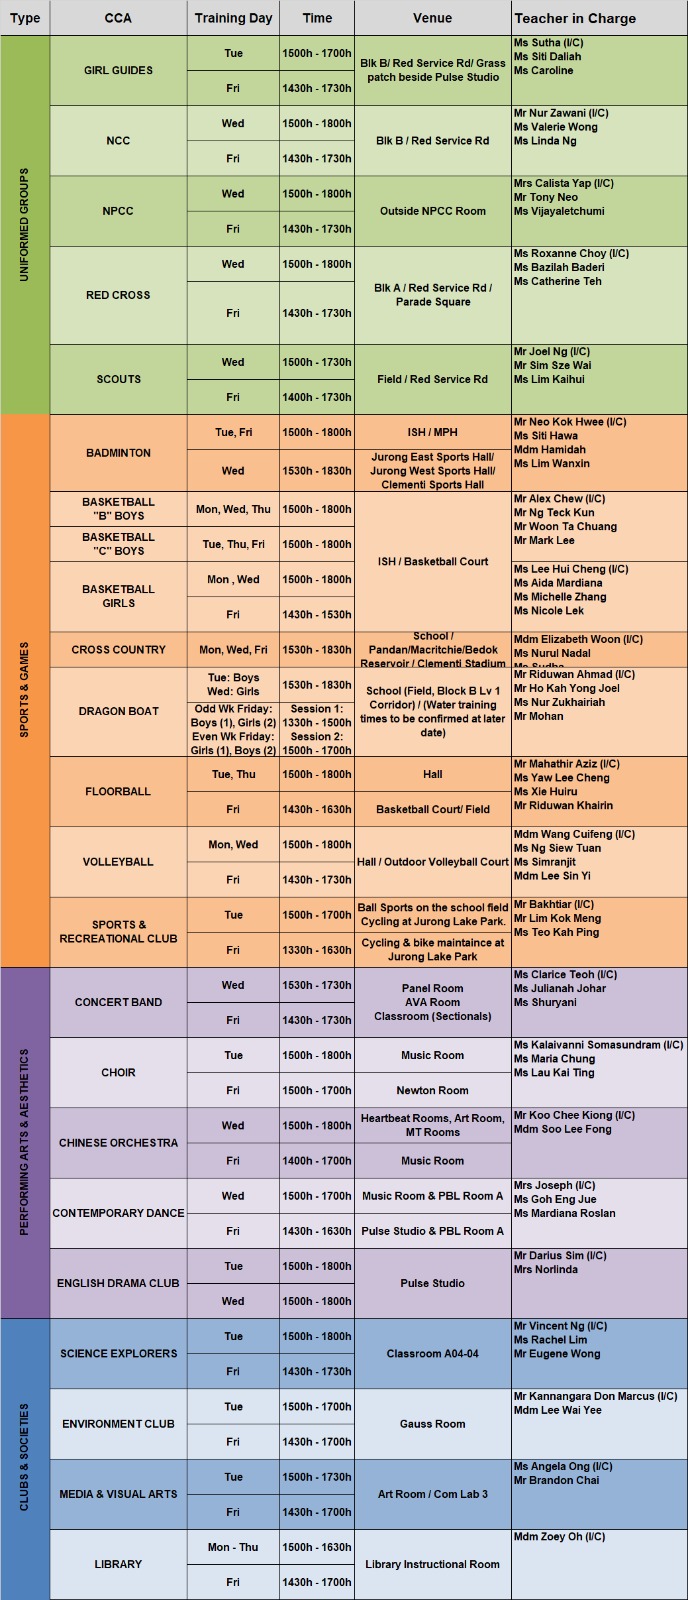 Type CCA Training Day Time Venue Teacher in Charge
UNIFORMED GROUPS
GIRL GUIDES
Tue 1500h - 1700h
Fri 1430h - 1730h
Blk B/ Red Service Rd/ Grass
patch beside Pulse Studio
Ms Sutha (I/C)
Ms Siti Daliah
Ms Caroline
NCC
Wed 1500h - 1800h
Fri 1430h - 1730h
Blk B / Red Service Rd
Mr Nur Zawani (I/C)
Ms Valerie Wong
Ms Linda Ng
NPCC
Wed 1500h - 1800h
Fri 1430h - 1730h
Outside NPCC Room
Mrs Calista Yap (I/C)
Mr Tony Neo
Ms Vijayaletchumi
RED CROSS
Wed 1500h - 1800h
Fri 1430h - 1730h
Blk A / Red Service Rd /
Parade Square
Ms Roxanne Choy (I/C)
Ms Bazilah Baderi
Ms Catherine Teh
SCOUTS
Wed 1500h - 1730h
Fri 1400h - 1730h
Field / Red Service Rd
Mr Joel Ng (I/C)
Mr Sim Sze Wai
Ms Lim Kaihui
SPORTS & GAMES
BADMINTON
Tue, Fri 1500h - 1800h ISH / MPH
Wed 1530h - 1830h
Jurong East Sports Hall/
Jurong West Sports Hall/
Clementi Sports Hall
Mr Neo Kok Hwee (I/C)
Ms Siti Hawa
Mdm Hamidah
Ms Lim Wanxin
BASKETBALL
"B" BOYS
Mon, Wed, Thu 1500h - 1800h
BASKETBALL
"C" BOYS
Tue, Thu, Fri 1500h - 1800h
Mr Alex Chew (I/C)
Mr Ng Teck Kun
Mr Woon Ta Chuang
Mr Mark Lee
ISH / Basketball Court
BASKETBALL
GIRLS
Mon , Wed 1500h - 1800h
Fri 1430h - 1530h
Ms Lee Hui Cheng (I/C)
Ms Aida Mardiana
Ms Michelle Zhang
Ms Nicole Lek
CROSS COUNTRY
Mon, Wed, Fri 1530h - 1830h
School /
Pandan/Macritchie/Bedok
Reservoir / Clementi Stadium
Mdm Elizabeth Woon (I/C)
Ms Nurul Nadal
DRAGON BOAT
Tue: Boys
Wed: Girls
1530h - 1830h
Odd Wk Friday:
Boys (1), Girls (2)
Even Wk Friday:
Girls (1), Boys (2)
Session 1:
1330h - 1500h
Session 2:
1500h - 1700h
School (Field, Block B Lv 1
Corridor) / (Water training
times to be confirmed at later
date)
Mr Riduwan Ahmad (I/C)
Mr Ho Kah Yong Joel
Ms Nur Zukhairiah
Mr Mohan
FLOORBALL
Tue, Thu 1500h - 1800h Hall
Fri 1430h - 1630h Basketball Court/ Field
Mr Mahathir Aziz (I/C)
Ms Yaw Lee Cheng
Ms Xie Huiru
Mr Riduwan Khairin
VOLLEYBALL
Mon, Wed 1500h - 1800h
Fri 1430h - 1730h
Hall / Outdoor Volleyball Court
Mdm Wang Cuifeng (I/C)
Ms Ng Siew Tuan
Ms Simranjit
Mdm Lee Sin Yi
SPORTS &
RECREATIONAL CLUB
Tue 1500h - 1700h
Ball Sports on the school field
Cycling at Jurong Lake Park.
Fri 1330h - 1630h
Cycling & bike maintaince at
Jurong Lake Park
Mr Bakhtiar (I/C)
Mr Lim Kok Meng
Ms Teo Kah Ping
PERFORMING ARTS & AESTHETICS
CONCERT BAND
Wed 1530h - 1730h
Fri 1430h - 1730h
Panel Room
AVA Room
Classroom (Sectionals)
Ms Clarice Teoh (I/C)
Ms Julianah Johar
Ms Shuryani
CHOIR
Tue 1500h - 1800h Music Room
Fri 1500h - 1700h Newton Room
Ms Kalaivanni Somasundram (I/C)
Ms Maria Chung
Ms Lau Kai Ting
CHINESE ORCHESTRA
Wed 1500h - 1800h
Heartbeat Rooms, Art Room,
MT Rooms
Fri 1400h - 1700h Music Room
Mr Koo Chee Kiong (I/C)
Mdm Soo Lee Fong
CONTEMPORARY DANCE
Wed 1500h - 1700h Music Room & PBL Room A
Fri 1430h - 1630h Pulse Studio & PBL Room A
Mrs Joseph (I/C)
Ms Goh Eng Jue
Ms Mardiana Roslan
ENGLISH DRAMA CLUB
Tue 1500h - 1800h
Wed 1500h - 1800h
Pulse Studio
Mr Darius Sim (I/C)
Mrs Norlinda
CLUBS & SOCIETIES
SCIENCE EXPLORERS
Tue 1500h - 1800h
Fri 1430h - 1730h
Classroom A04-04
Mr Vincent Ng (I/C)
Ms Rachel Lim
Mr Eugene Wong
ENVIRONMENT CLUB
Tue 1500h - 1700h
Fri 1430h - 1700h
Gauss Room
Mr Kannangara Don Marcus (I/C)
Mdm Lee Wai Yee
MEDIA & VISUAL ARTS
Tue 1500h - 1730h
Fri 1430h - 1700h
Art Room / Com Lab 3
Ms Angela Ong (I/C)
Mr Brandon Chai
LIBRARY
Mon - Thu 1500h - 1630h
Fri 1430h - 1700h
Library Instructional Room
Mdm Zoey Oh (I/C)